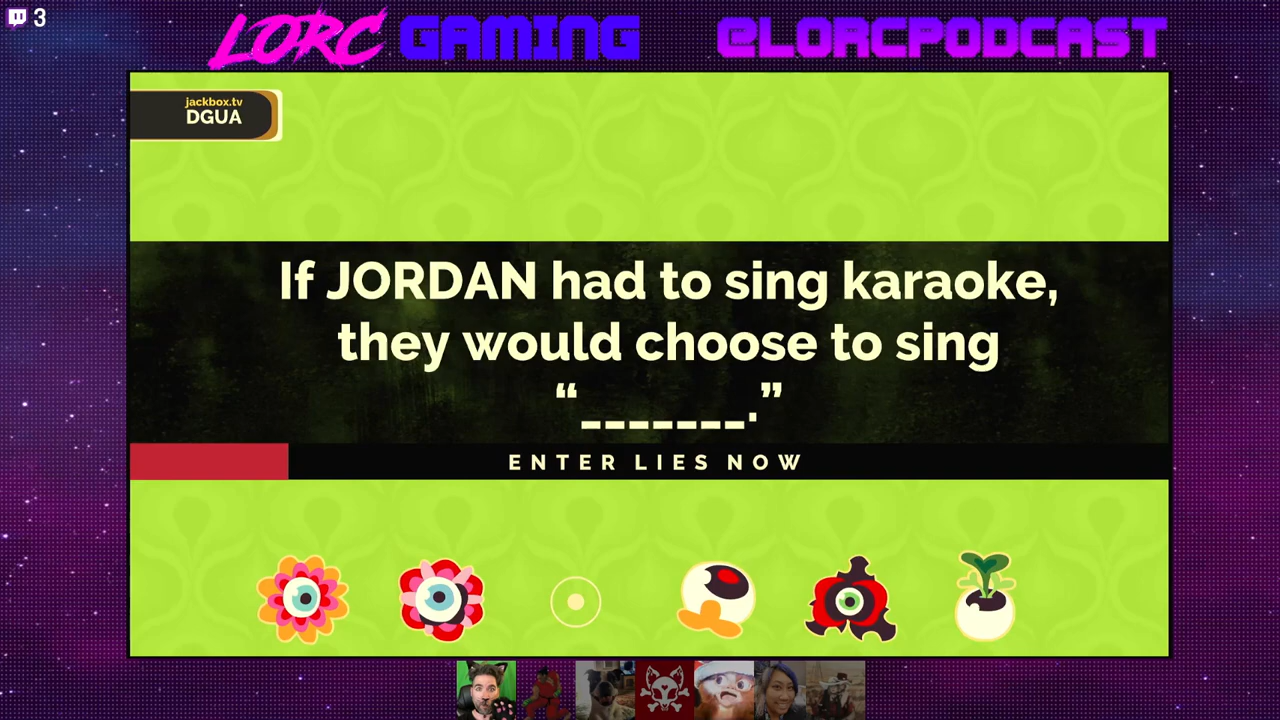 3
LORC GAMING
@LORCPODCAST
jackbox.tv
DGUA
If JORDAN had to sing karaoke,
they would choose to sing
“_______.”
ENTER LIES NOW